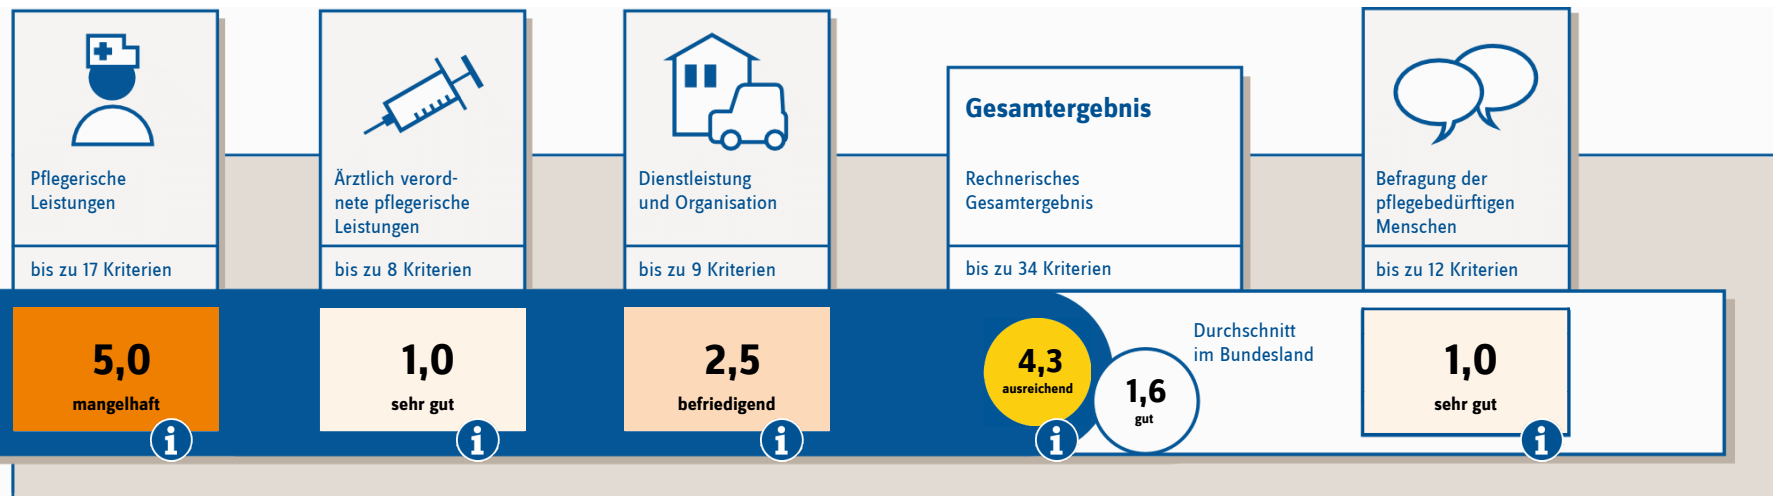 Pflegerische
Leistungen
bis zu 17 Kriterien
5,0
mangelhaft
i
Ärztlich verord-
nete pflegerische
Leistungen
bis zu 8 Kriterien
1,0
sehr gut
i
Dienstleistung
und Organisation
bis zu 9 Kriterien
2,5
befriedigend
i
Gesamtergebnis
Rechnerisches
Gesamtergebnis
bis zu 34 Kriterien
4,3
ausreichend
i
Durchschnitt
im Bundesland
1,6
gut
Befragung der
pflegebedürftigen
Menschen
bis zu 12 Kriterien
1,0
sehr gut
i